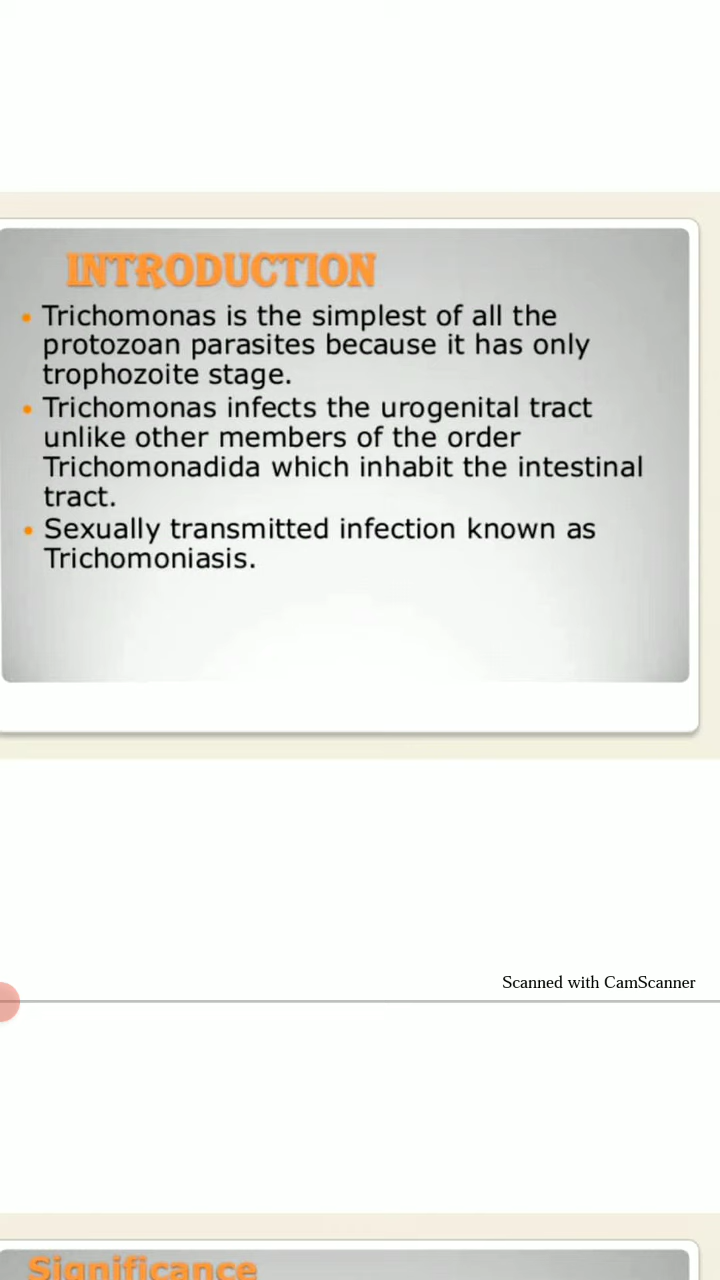 INTRODUCTION
• Trichomonas is the simplest of all the
protozoan parasites because it has only
trophozoite stage.
• Trichomonas infects the urogenital tract
unlike other members of the order
Trichomonadida which inhabit the intestinal
tract.
• Sexually transmitted infection known as
Trichomoniasis.
Scanned with CamScanner
Significance